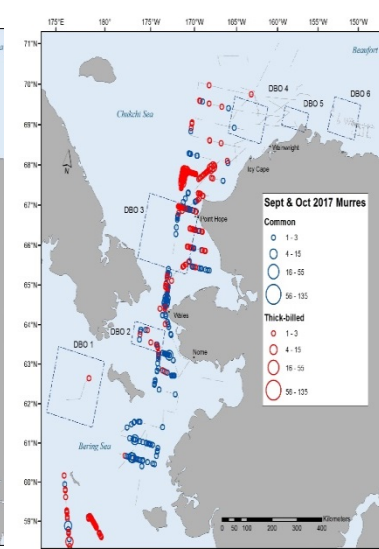 175°E 180° 175°W 170°W 165°W 160°W 155°W 150°W
71°N
Beaufort
70°N
DBO 4
DBO 6
Chukchi Sea
DBO 5
69°N
Wainwright
Icy Cape
68°N
N
67°N
DBO 3
Point Hope
Sept & Oct 2017 Murres
Common
1 - 3
4 - 15
16 - 55
56 - 135
Thick-billed
1 - 3
4 - 15
16 - 55
56 - 135
66°N
65°N
64°N
Wales
DBO 2
63°N
DBO 1
Nome
62°N
61°N
Bering Sea
60°N
59°N
Kilometers
0 50 100 200 300 400